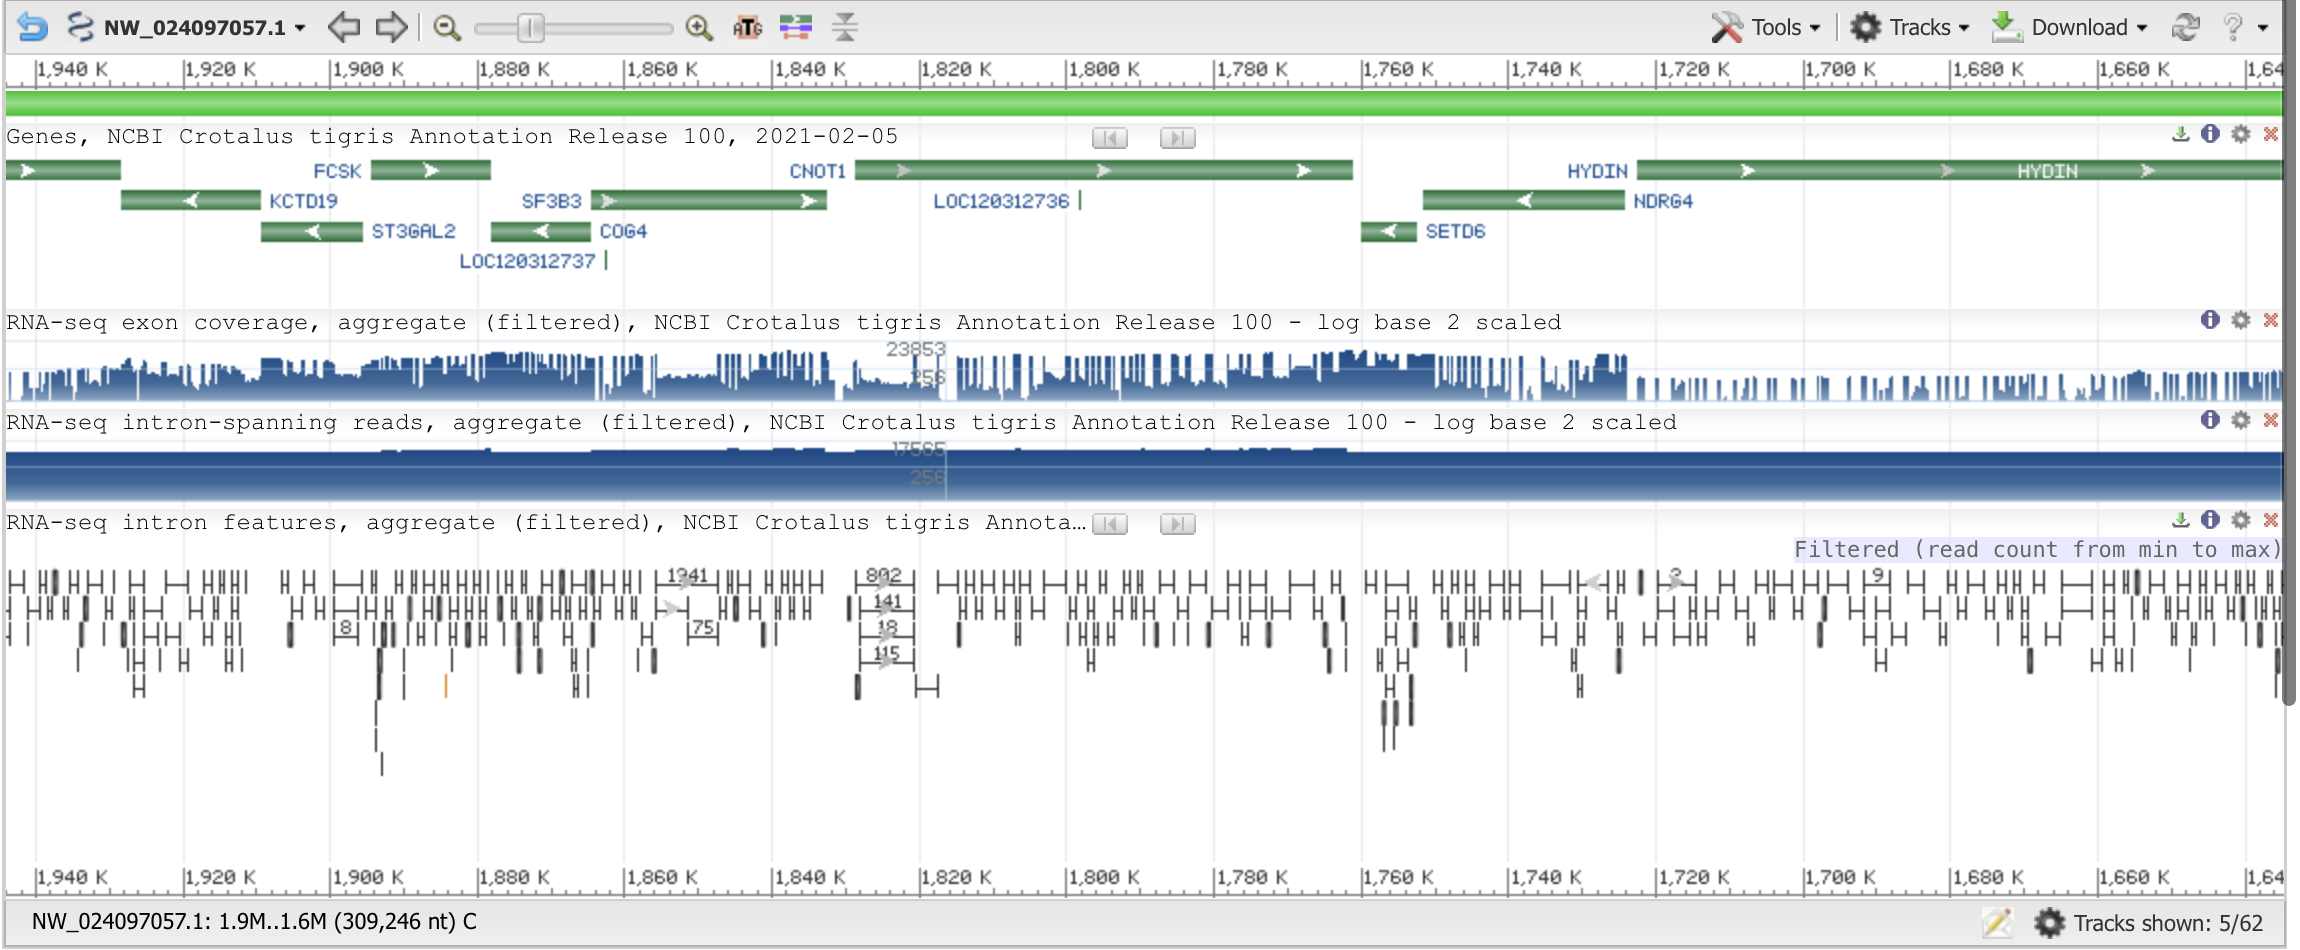 NW_024097057.1 Tools Tracks Download ?
1,940 K 1,920 K 1,900 K 1,880 K 1,860 K 1,840 K 1,820 K 1,800 K 1,780 K 1,760 K 1,740 K 1,720 K 1,700 K 1,680 K 1,660 K 1,64
Genes, NCBI Crotalus tigris Annotation Release 100, 2021-02-05
FCSK CNOT1 HYDIN HYDIN
KCTD19 SF3B3 LOC120312736 NDRG4
ST3GAL2 COG4 SETD6
LOC120312737
RNA-seq exon coverage, aggregate (filtered), NCBI Crotalus tigris Annotation Release 100 - log base 2 scaled
23853
256
RNA-seq intron-spanning reads, aggregate (filtered), NCBI Crotalus tigris Annotation Release 100 - log base 2 scaled
17565
256
RNA-seq intron features, aggregate (filtered), NCBI Crotalus tigris Annota…
Filtered (read count from min to max)
1341 802 2 9
141
8 75 18
115
1,940 K 1,920 K 1,900 K 1,880 K 1,860 K 1,840 K 1,820 K 1,800 K 1,780 K 1,760 K 1,740 K 1,720 K 1,700 K 1,680 K 1,660 K 1,64
NW_024097057.1: 1.9M..1.6M (309,246 nt) C Tracks shown: 5/62